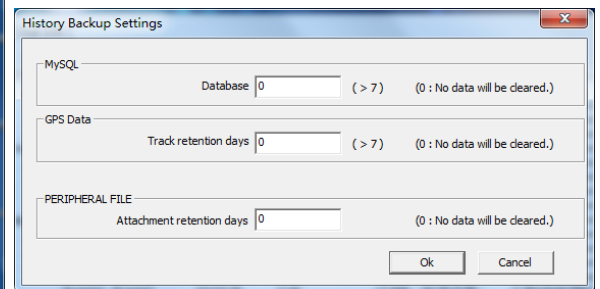 History Backup Settings
MySQL
Database 0 ( > 7 ) (0 : No data will be cleared.)
GPS Data
Track retention days 0 ( > 7 ) (0 : No data will be cleared.)
PERIPHERAL FILE
Attachment retention days 0 (0 : No data will be cleared.)
Ok Cancel